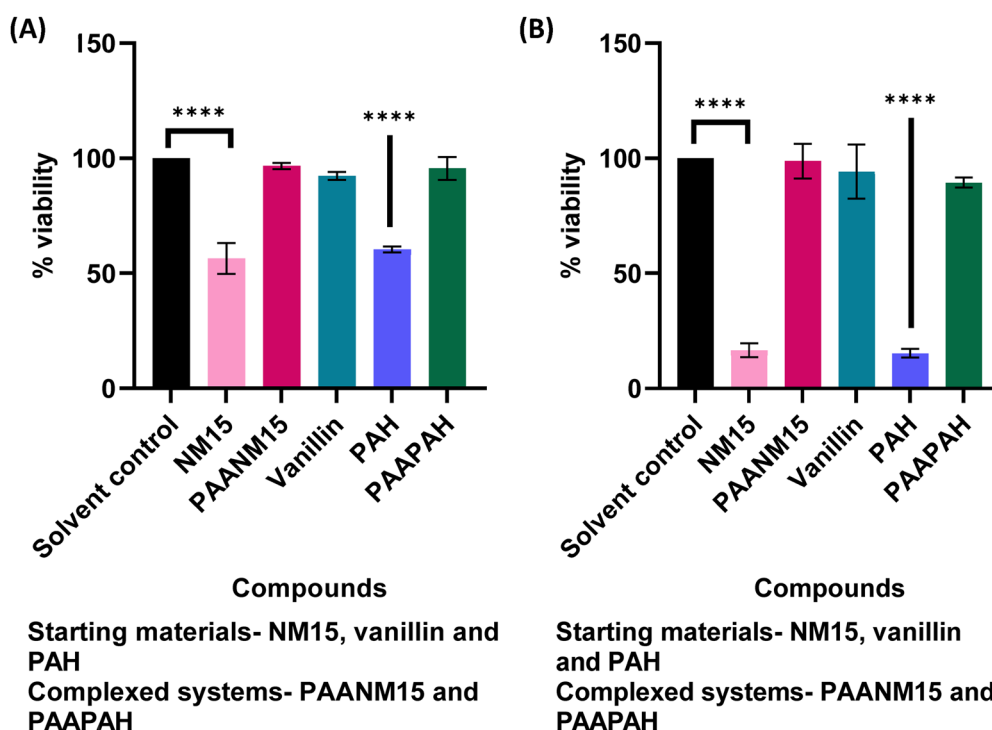 (A)
150
100
50
0
% viability
****
****
Solvent control
NM15
PAANM15
Vanillin
PAH
PAAPAH
Compounds
Starting materials- NM15, vanillin and
PAH
Complexed systems- PAANM15 and
PAAPAH
(B)
150
100
50
0
% viability
****
****
Solvent control
NM15
PAANM15
Vanillin
PAH
PAAPAH
Compounds
Starting materials- NM15, vanillin
and PAH
Complexed systems- PAANM15 and
PAAPAH